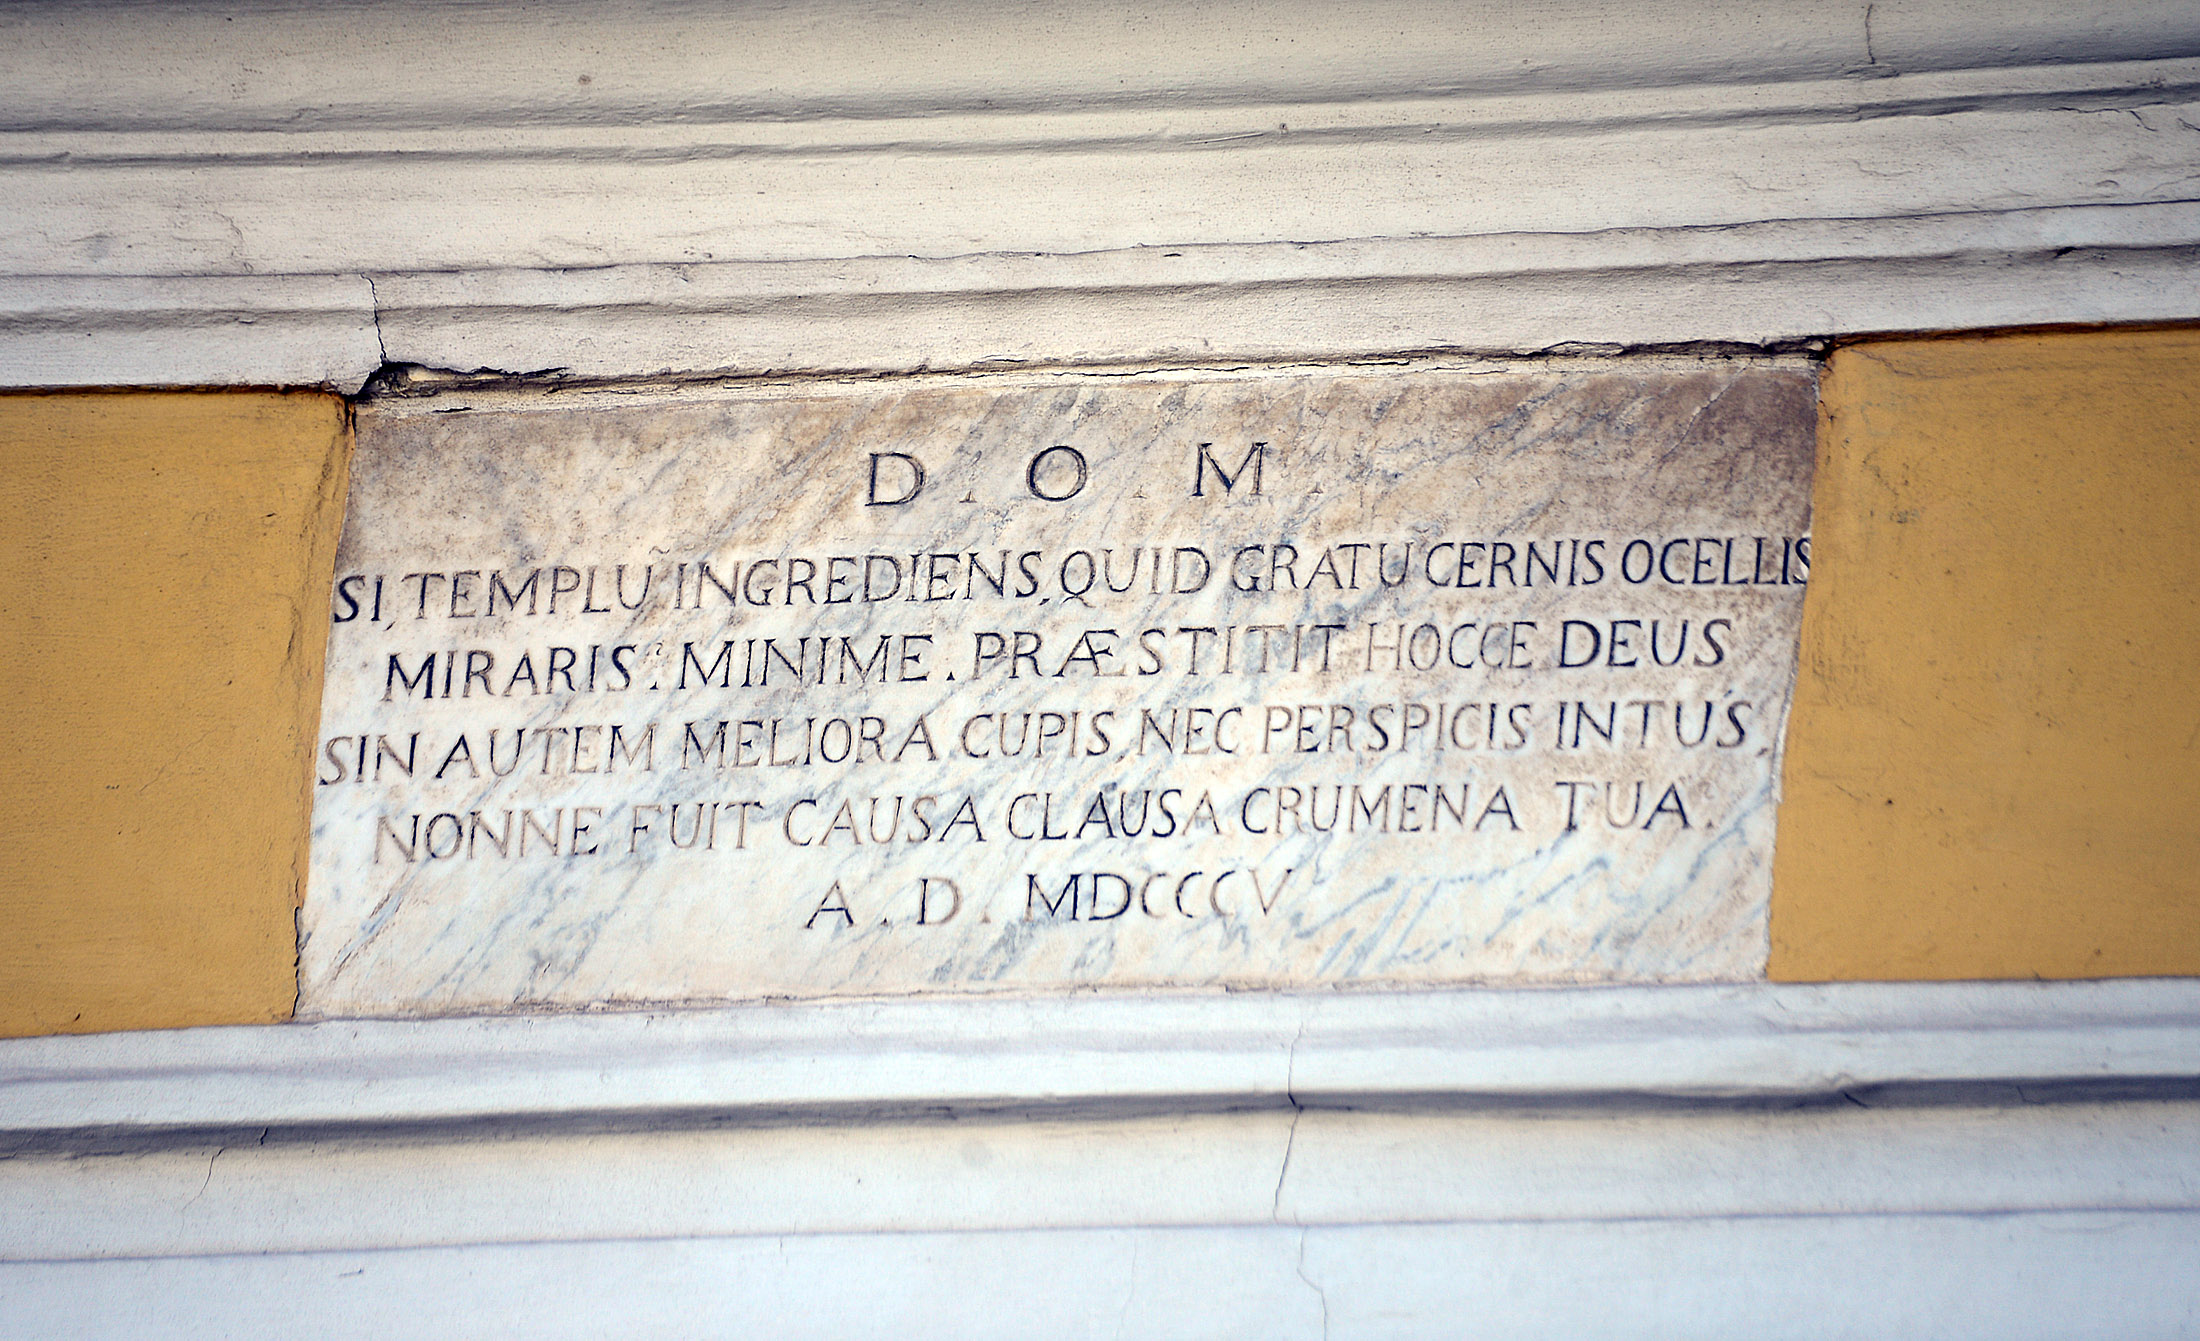 D . O . M .
SI, TEMPLŨ INGREDIENS, QUID GRATŨ CERNIS OCELLIS
MIRARIS? MINIME. PRÆSTITIT HOCCE DEUS
SIN AUTEM MELIORA CUPIS, NEC PERSPICIS INTUS,
NONNE FUIT CAUSA CLAUSA CRUMENA TUA.
A . D . MDCCCV